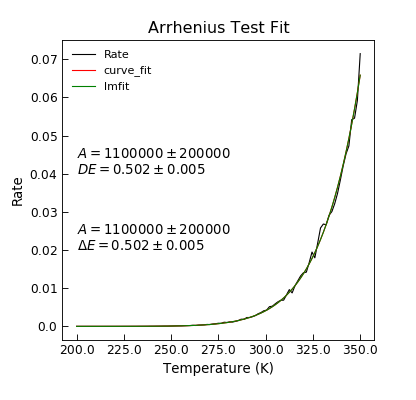 Arrhenius Test Fit
Rate
curve_fit
lmfit
A = 1100000 ± 200000
DE = 0.502 ± 0.005
A = 1100000 ± 200000
ΔE = 0.502 ± 0.005
Rate
0.07
0.06
0.05
0.04
0.03
0.02
0.01
0.0
200.0 225.0 250.0 275.0 300.0 325.0 350.0
Temperature (K)